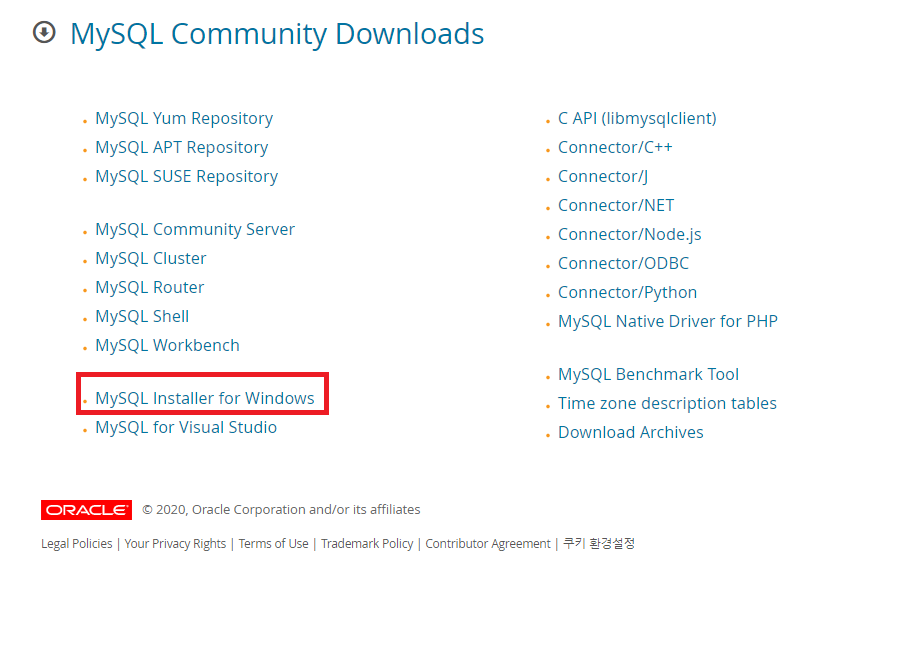 MySQL Community Downloads
MySQL Yum Repository
MySQL APT Repository
MySQL SUSE Repository
MySQL Community Server
MySQL Cluster
MySQL Router
MySQL Shell
MySQL Workbench
MySQL Installer for Windows
MySQL for Visual Studio
C API (libmysqlclient)
Connector/C++
Connector/J
Connector/NET
Connector/Node.js
Connector/ODBC
Connector/Python
MySQL Native Driver for PHP
MySQL Benchmark Tool
Time zone description tables
Download Archives
ORACLE © 2020, Oracle Corporation and/or its affiliates
Legal Policies | Your Privacy Rights | Terms of Use | Trademark Policy | Contributor Agreement | 쿠키 환경설정